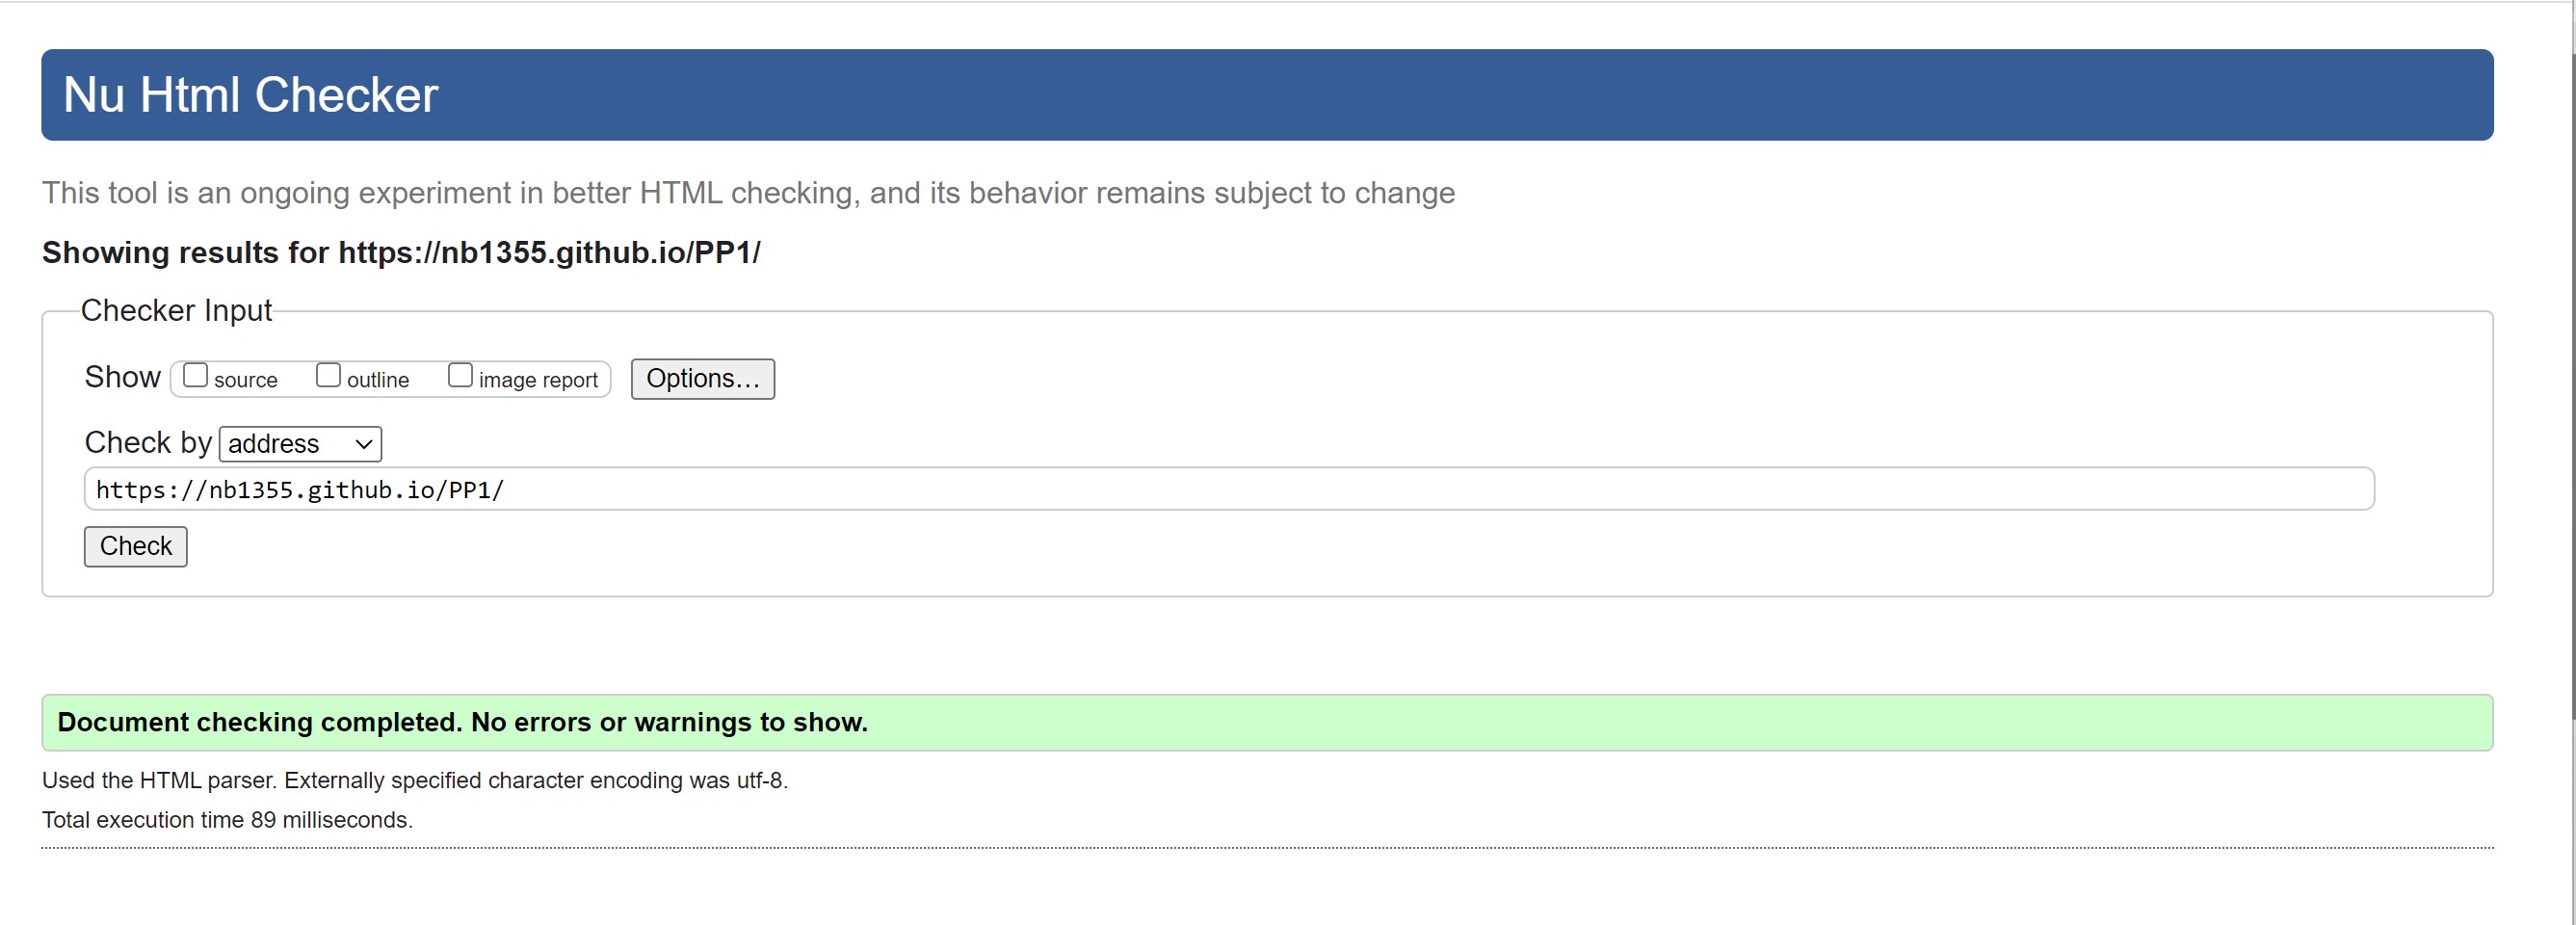 Nu Html Checker
This tool is an ongoing experiment in better HTML checking, and its behavior remains subject to change
Showing results for https://nb1355.github.io/PP1/
Checker Input
Show source outline image report Options...
Check by address
https://nb1355.github.io/PP1/
Check
Document checking completed. No errors or warnings to show.
Used the HTML parser. Externally specified character encoding was utf-8.
Total execution time 89 milliseconds.